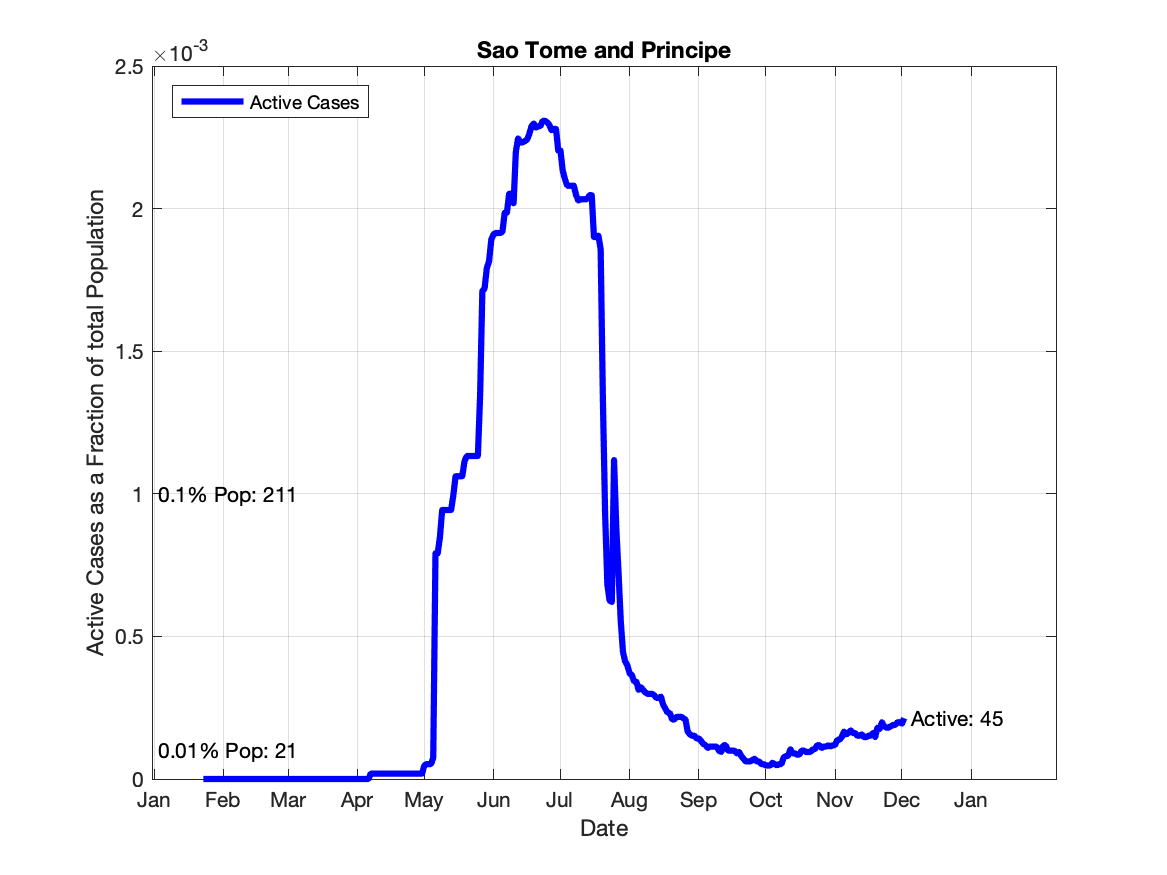 Sao Tome and Principe
×10-3
2.5
2
1.5
1
0.5
0
Active Cases as a Fraction of total Population
Active Cases
0.1% Pop: 211
0.01% Pop: 21
Active: 45
Jan Feb Mar Apr May Jun Jul Aug Sep Oct Nov Dec Jan
Date